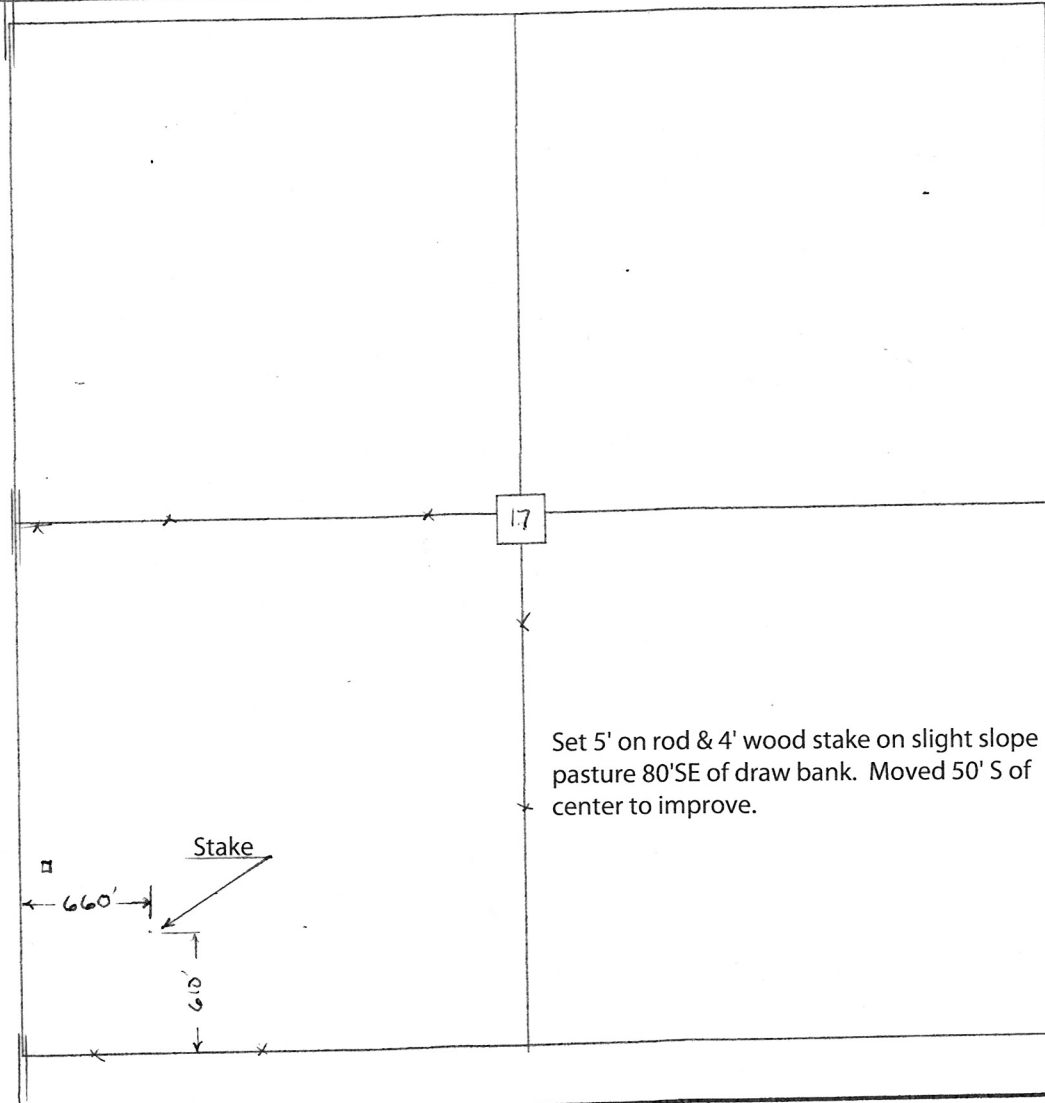 17
Set 5' on rod & 4' wood stake on slight slope
pasture 80'SE of draw bank. Moved 50' S of
center to improve.
Stake
660'
610'